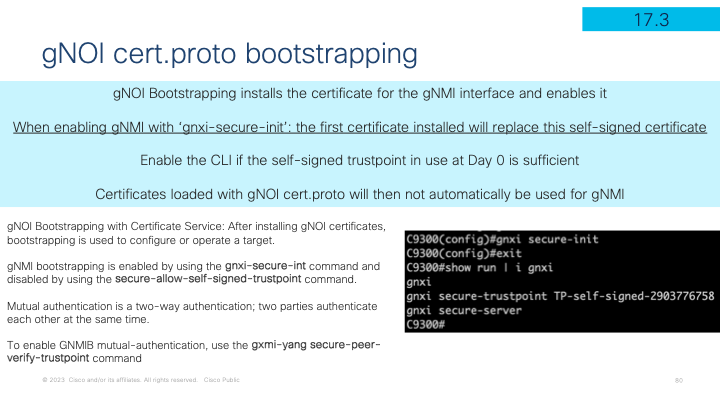 17.3
gNOI cert.proto bootstrapping
gNOI Bootstrapping installs the certificate for the gNMI interface and enables it
When enabling gNMI with ‘gnxi-secure-init’: the first certificate installed will replace this self-signed certificate
Enable the CLI if the self-signed trustpoint in use at Day 0 is sufficient
Certificates loaded with gNOI cert.proto will then not automatically be used for gNMI
gNOI Bootstrapping with Certificate Service: After installing gNOI certificates,
bootstrapping is used to configure or operate a target.
gNMI bootstrapping is enabled by using the gnxi-secure-int command and
disabled by using the secure-allow-self-signed-trustpoint command.
Mutual authentication is a two-way authentication; two parties authenticate
each other at the same time.
To enable GNMIB mutual-authentication, use the gxmi-yang secure-peer-
verify-trustpoint command
C9300(config)#gnxi secure-init
C9300(config)#exit
C9300#show run | i gnxi
gnxi
gnxi secure-trustpoint TP-self-signed-2903776758
gnxi secure-server
C9300#
© 2023 Cisco and/or its affiliates. All rights reserved. Cisco Public
80